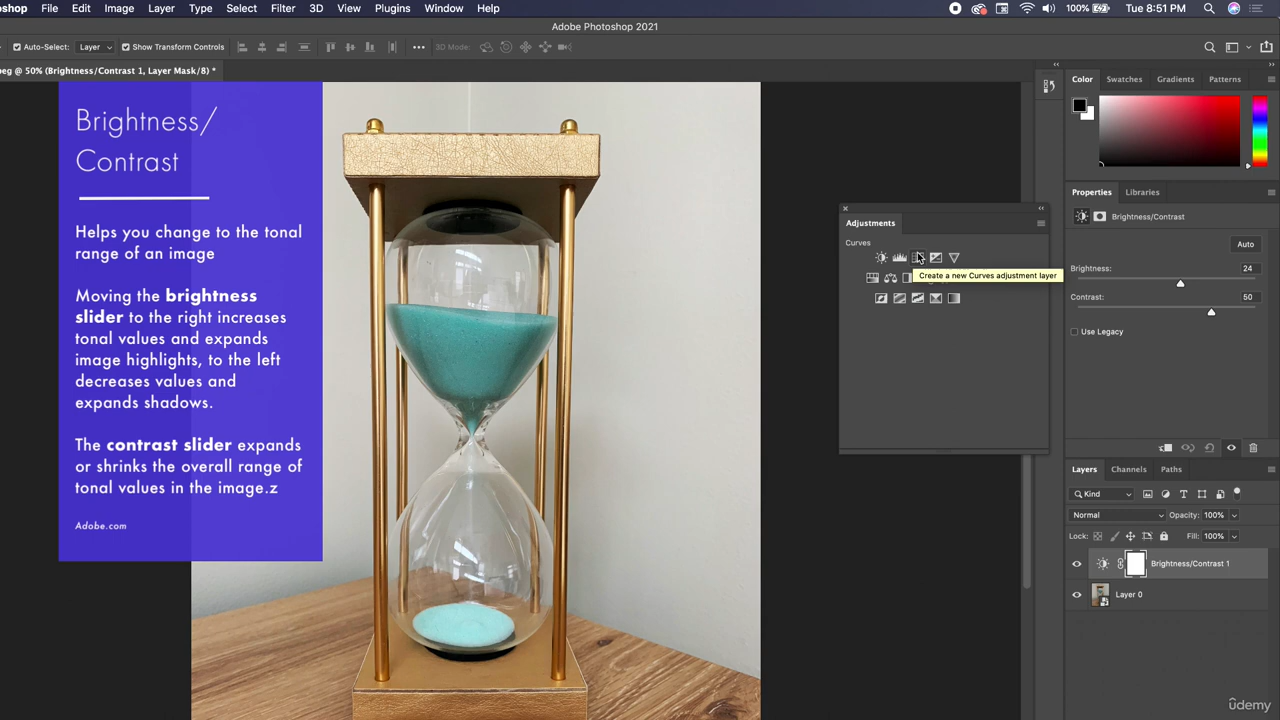 oshop File Edit Image Layer Type Select Filter 3D View Plugins Window Help 100% Tue 8:51 PM
Adobe Photoshop 2021
Auto-Select: Layer Show Transform Controls ••• 3D Mode:
peg @ 50% (Brightness/Contrast 1, Layer Mask/8) *
Color Swatches Gradients Patterns
Brightness/
Contrast
Helps you change to the tonal
range of an image
Moving the brightness
slider to the right increases
tonal values and expands
image highlights, to the left
decreases values and
expands shadows.
The contrast slider expands
or shrinks the overall range of
tonal values in the image.z
Adobe.com
Adjustments
Curves
Create a new Curves adjustment layer
Properties Libraries
Brightness/Contrast
Auto
Brightness: 24
Contrast: 50
Use Legacy
Layers Channels Paths
Kind
Normal Opacity: 100%
Lock: Fill: 100%
Brightness/Contrast 1
Layer 0
ûdemy